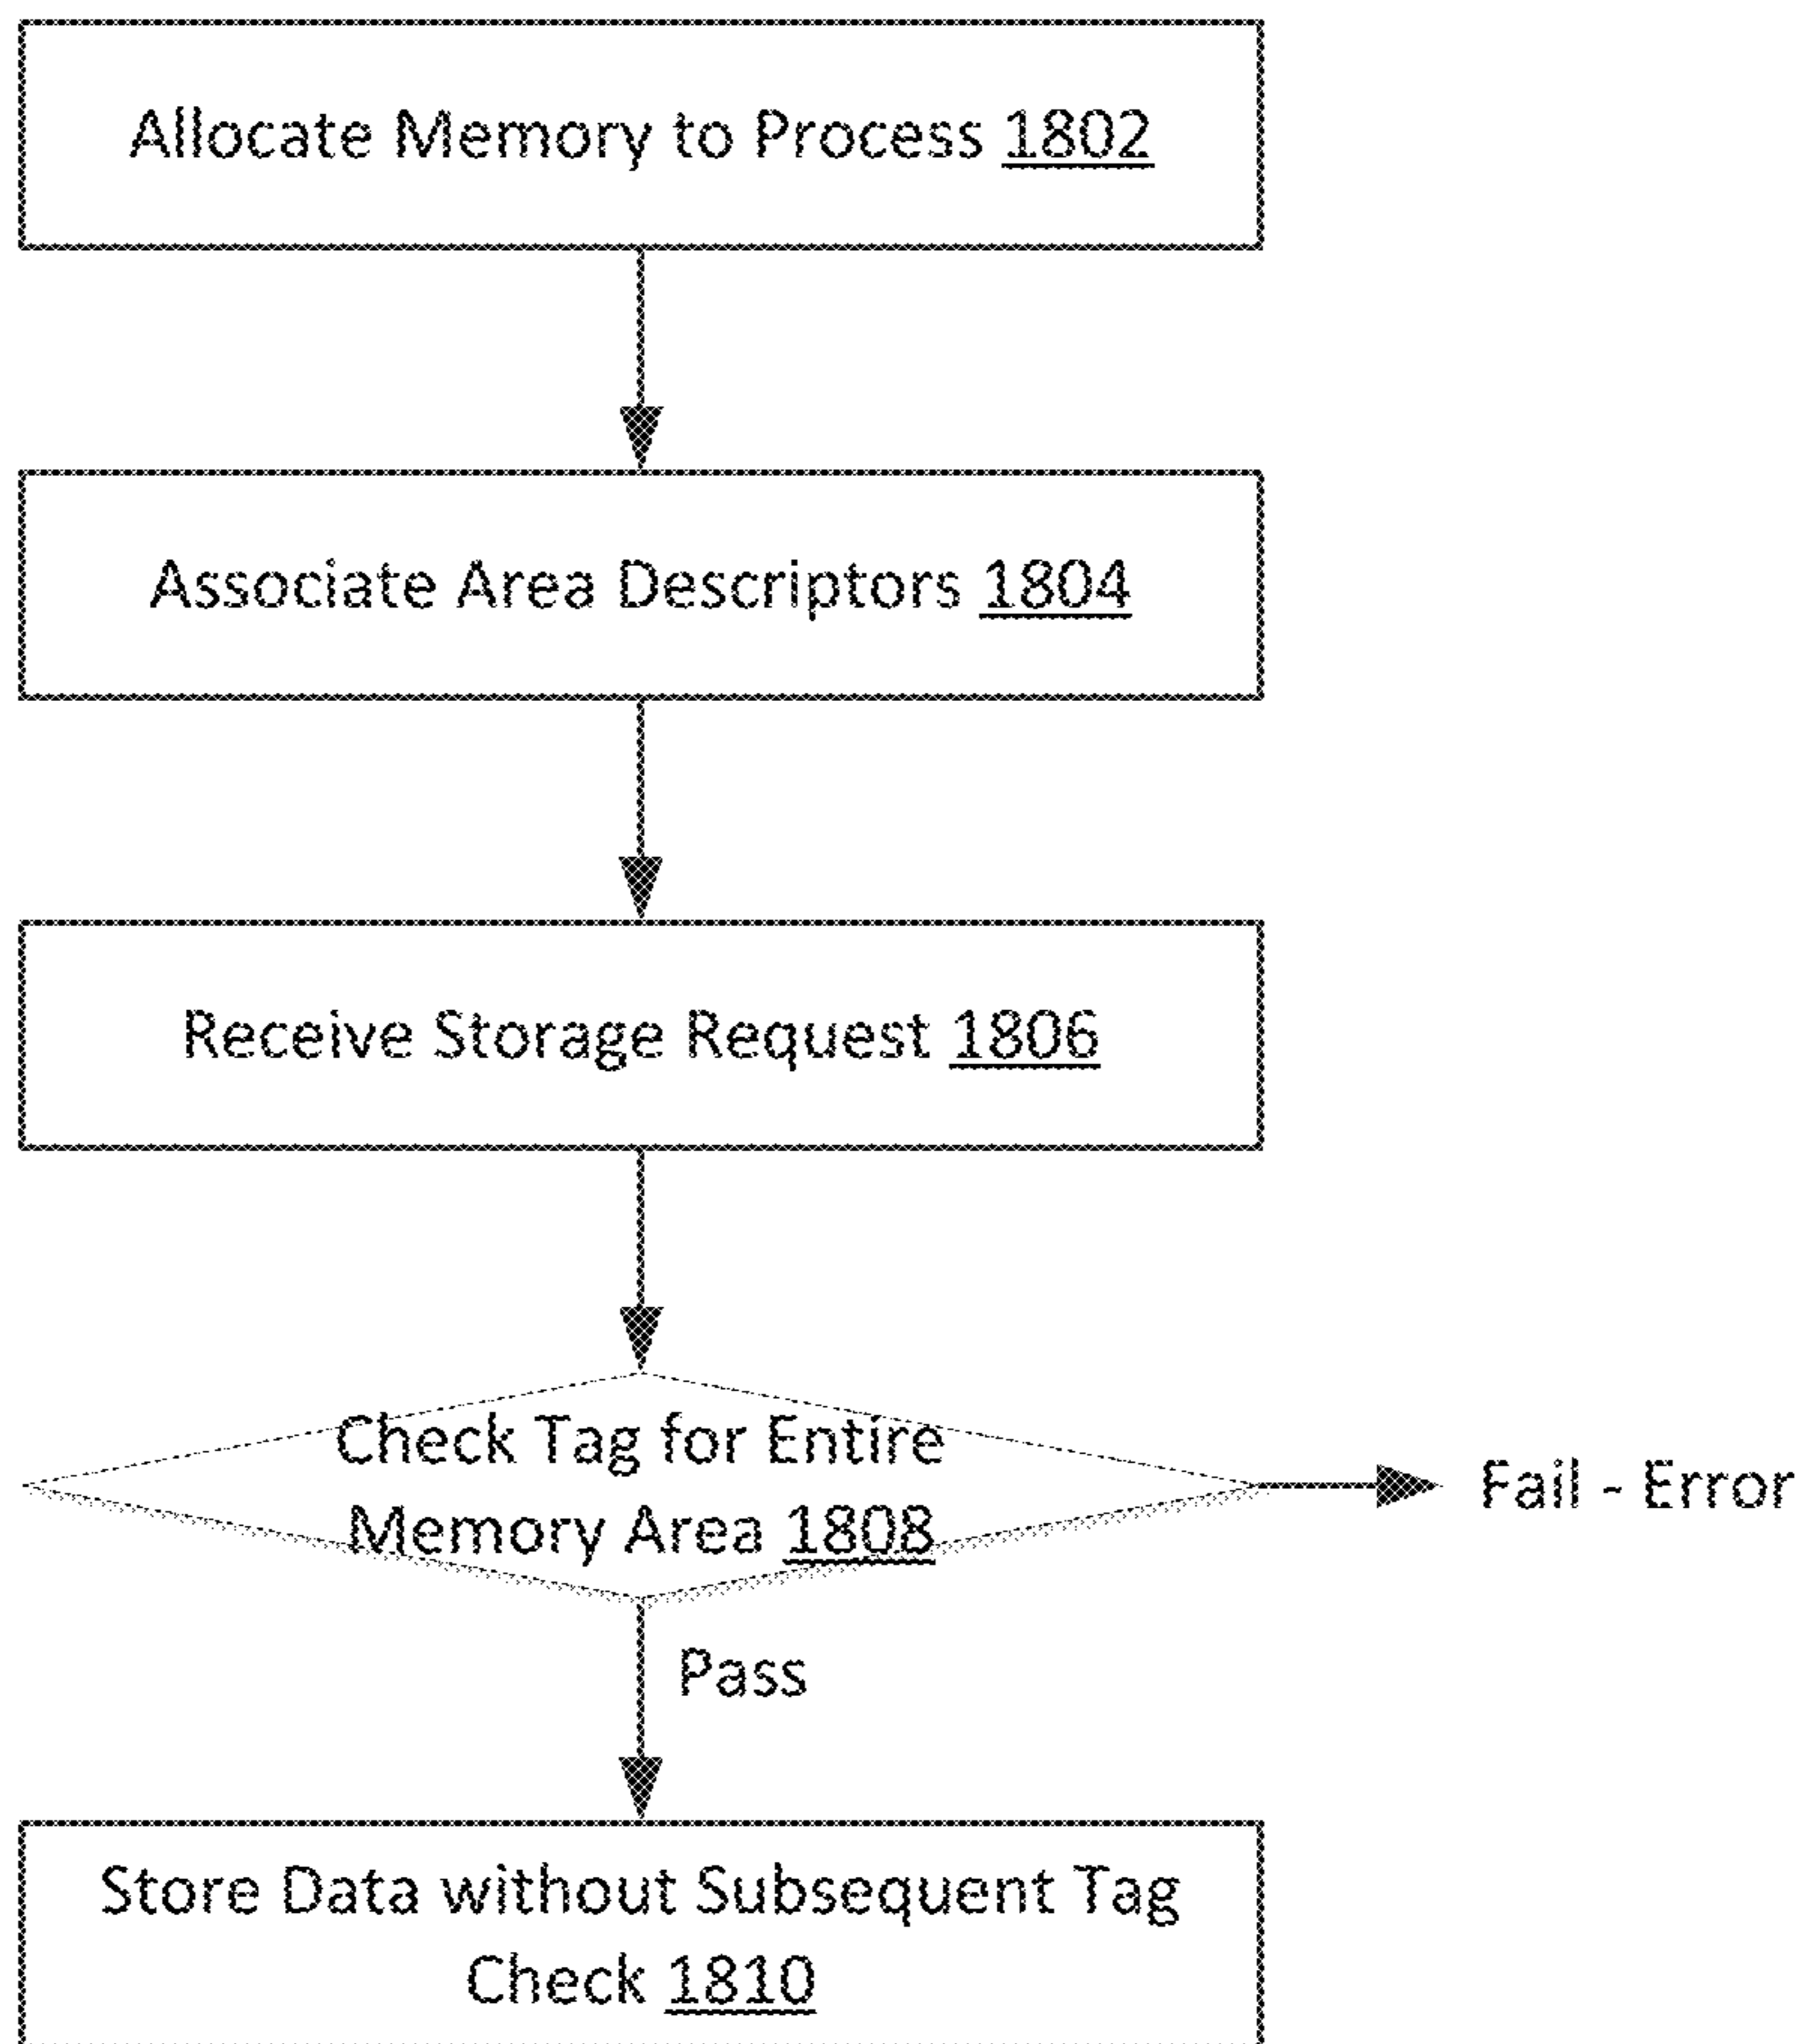 Allocate Memory to Process 1802
Associate Area Descriptors 1804
Receive Storage Request 1806
Check Tag for Entire
Memory Area 1808
Fail - Error
Pass
Store Data without Subsequent Tag
Check 1810